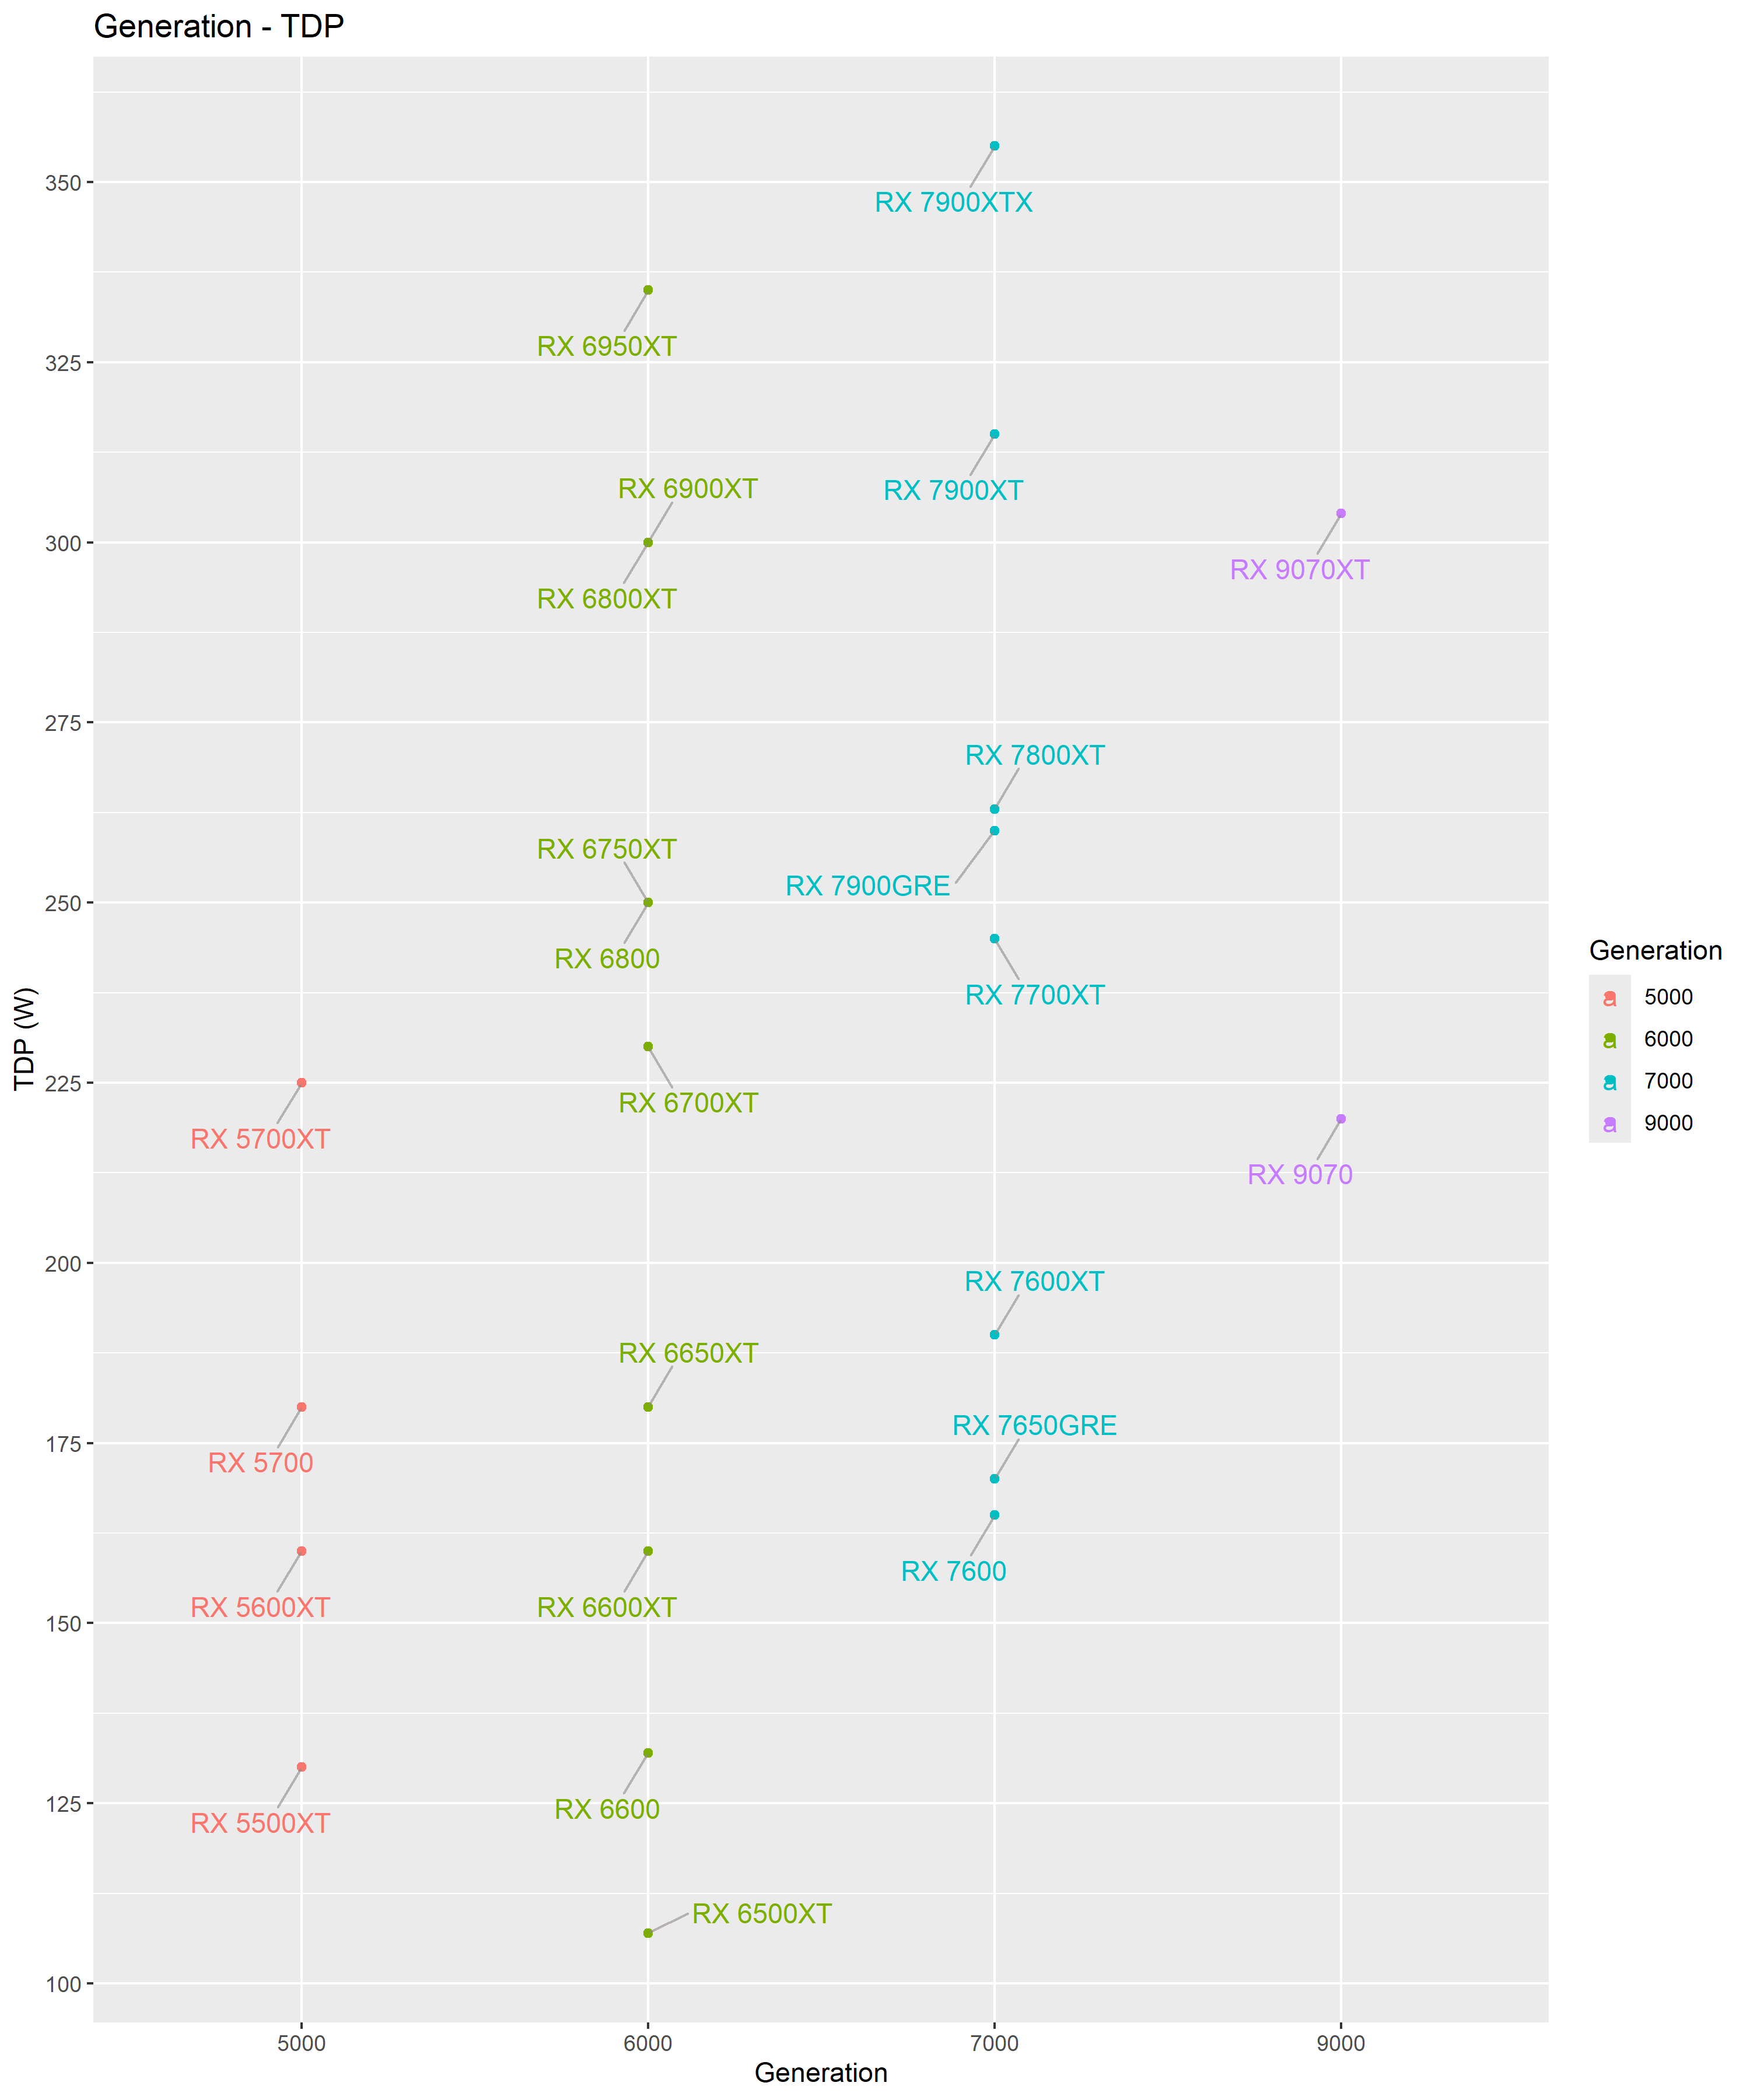 Generation - TDP
350
RX 7900XTX
RX 6950XT
325
RX 6900XT
RX 7900XT
300
RX 9070XT
RX 6800XT
275
RX 7800XT
RX 6750XT
RX 7900GRE
250
RX 6800
RX 7700XT
TDP (W)
225
RX 6700XT
RX 5700XT
RX 9070
200
RX 7600XT
RX 6650XT
RX 7650GRE
175
RX 5700
RX 7600
RX 5600XT
RX 6600XT
150
125
RX 6600
RX 5500XT
RX 6500XT
100
5000
6000
7000
9000
Generation
Generation
a 5000
a 6000
a 7000
a 9000